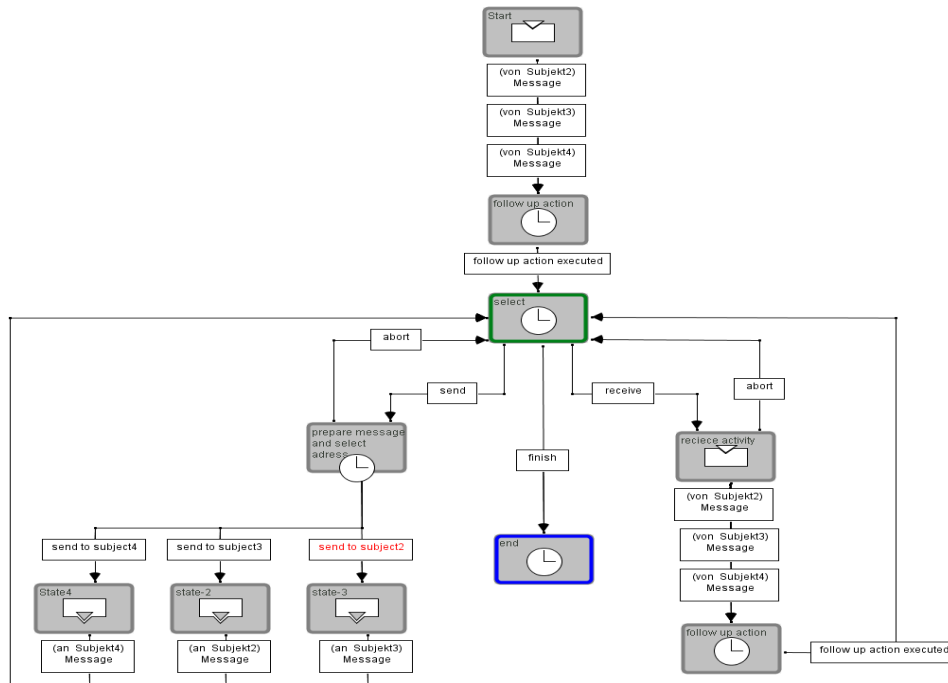 Start
(von Subjekt2)
Message
(von Subjekt3)
Message
(von Subjekt4)
Message
follow up action
follow up action executed
select
abort
send
receive
abort
prepare message
and select
adress
reciece activity
finish
(von Subjekt2)
Message
(von Subjekt3)
Message
(von Subjekt4)
Message
send to subject4
send to subject3
send to subject2
end
State4
state-2
state-3
(an Subjekt4)
Message
(an Subjekt2)
Message
(an Subjekt3)
Message
follow up action
follow up action executed